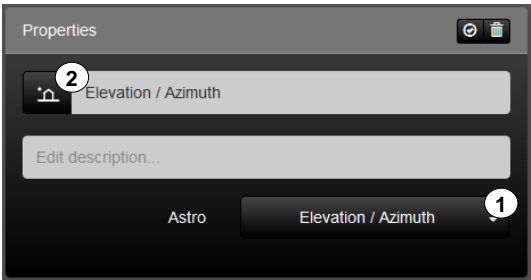 Properties
2
Elevation / Azimuth
Edit description...
1
Astro Elevation / Azimuth